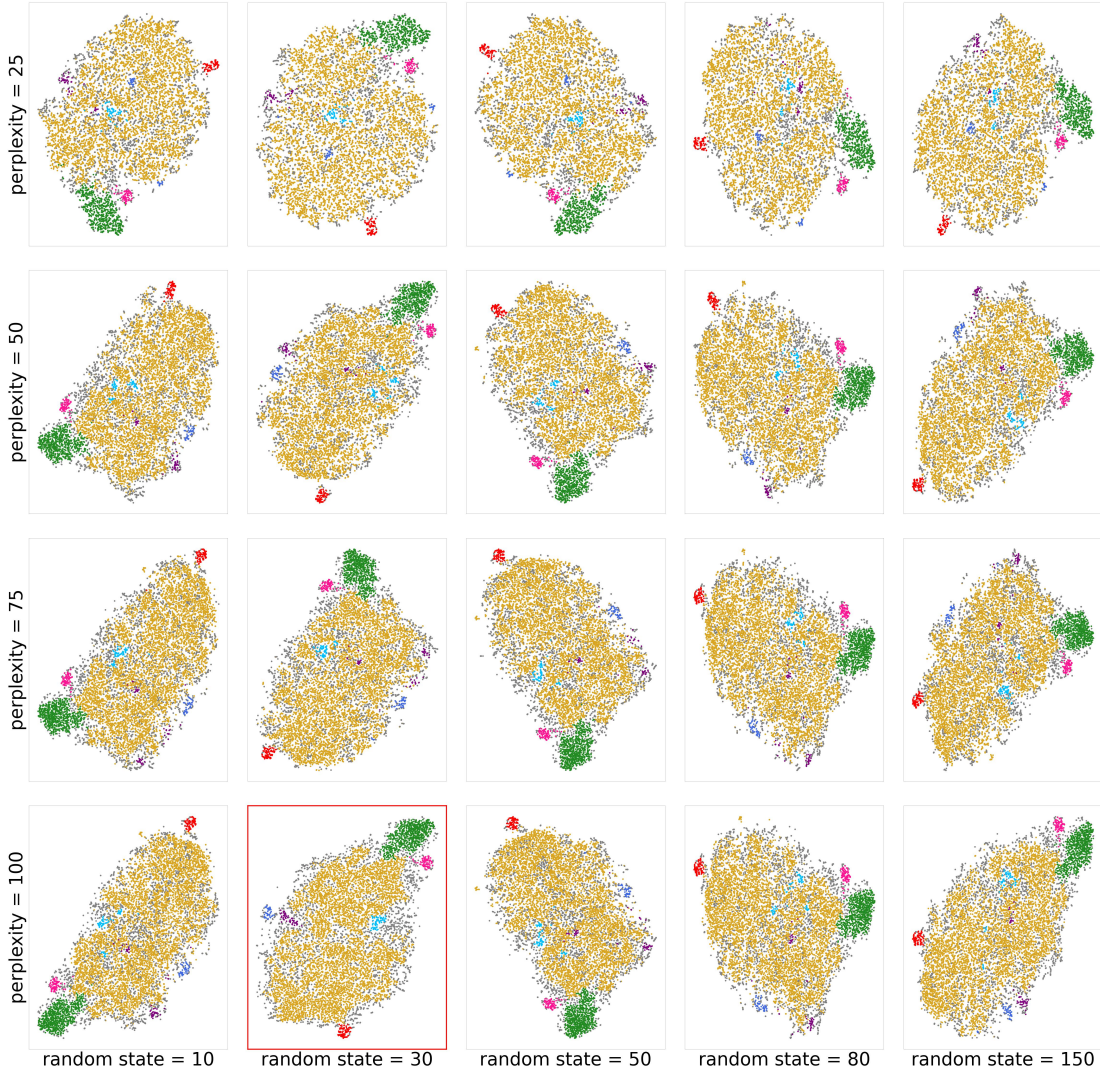 perplexity = 25
perplexity = 50
perplexity = 75
perplexity = 100
random state = 10
random state = 30
random state = 50
random state = 80
random state = 150